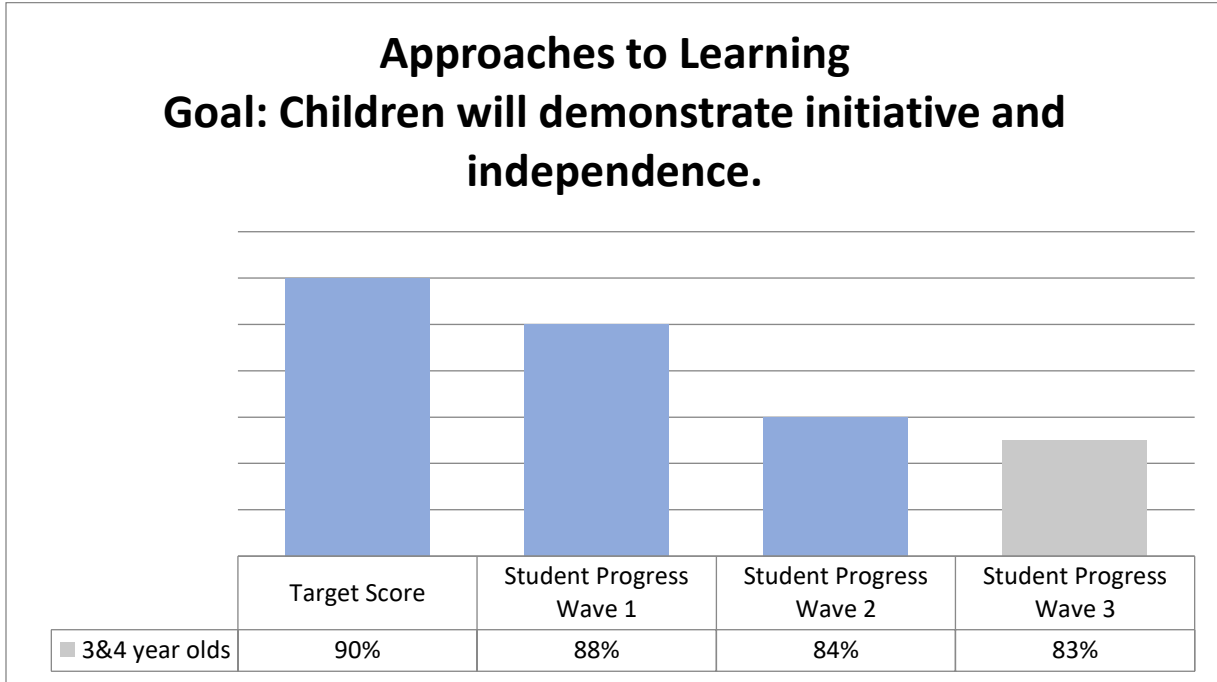 Approaches to Learning
Goal: Children will demonstrate initiative and
independence.
Target Score
Student Progress
Wave 1
Student Progress
Wave 2
Student Progress
Wave 3
3&4 year olds 90% 88% 84% 83%